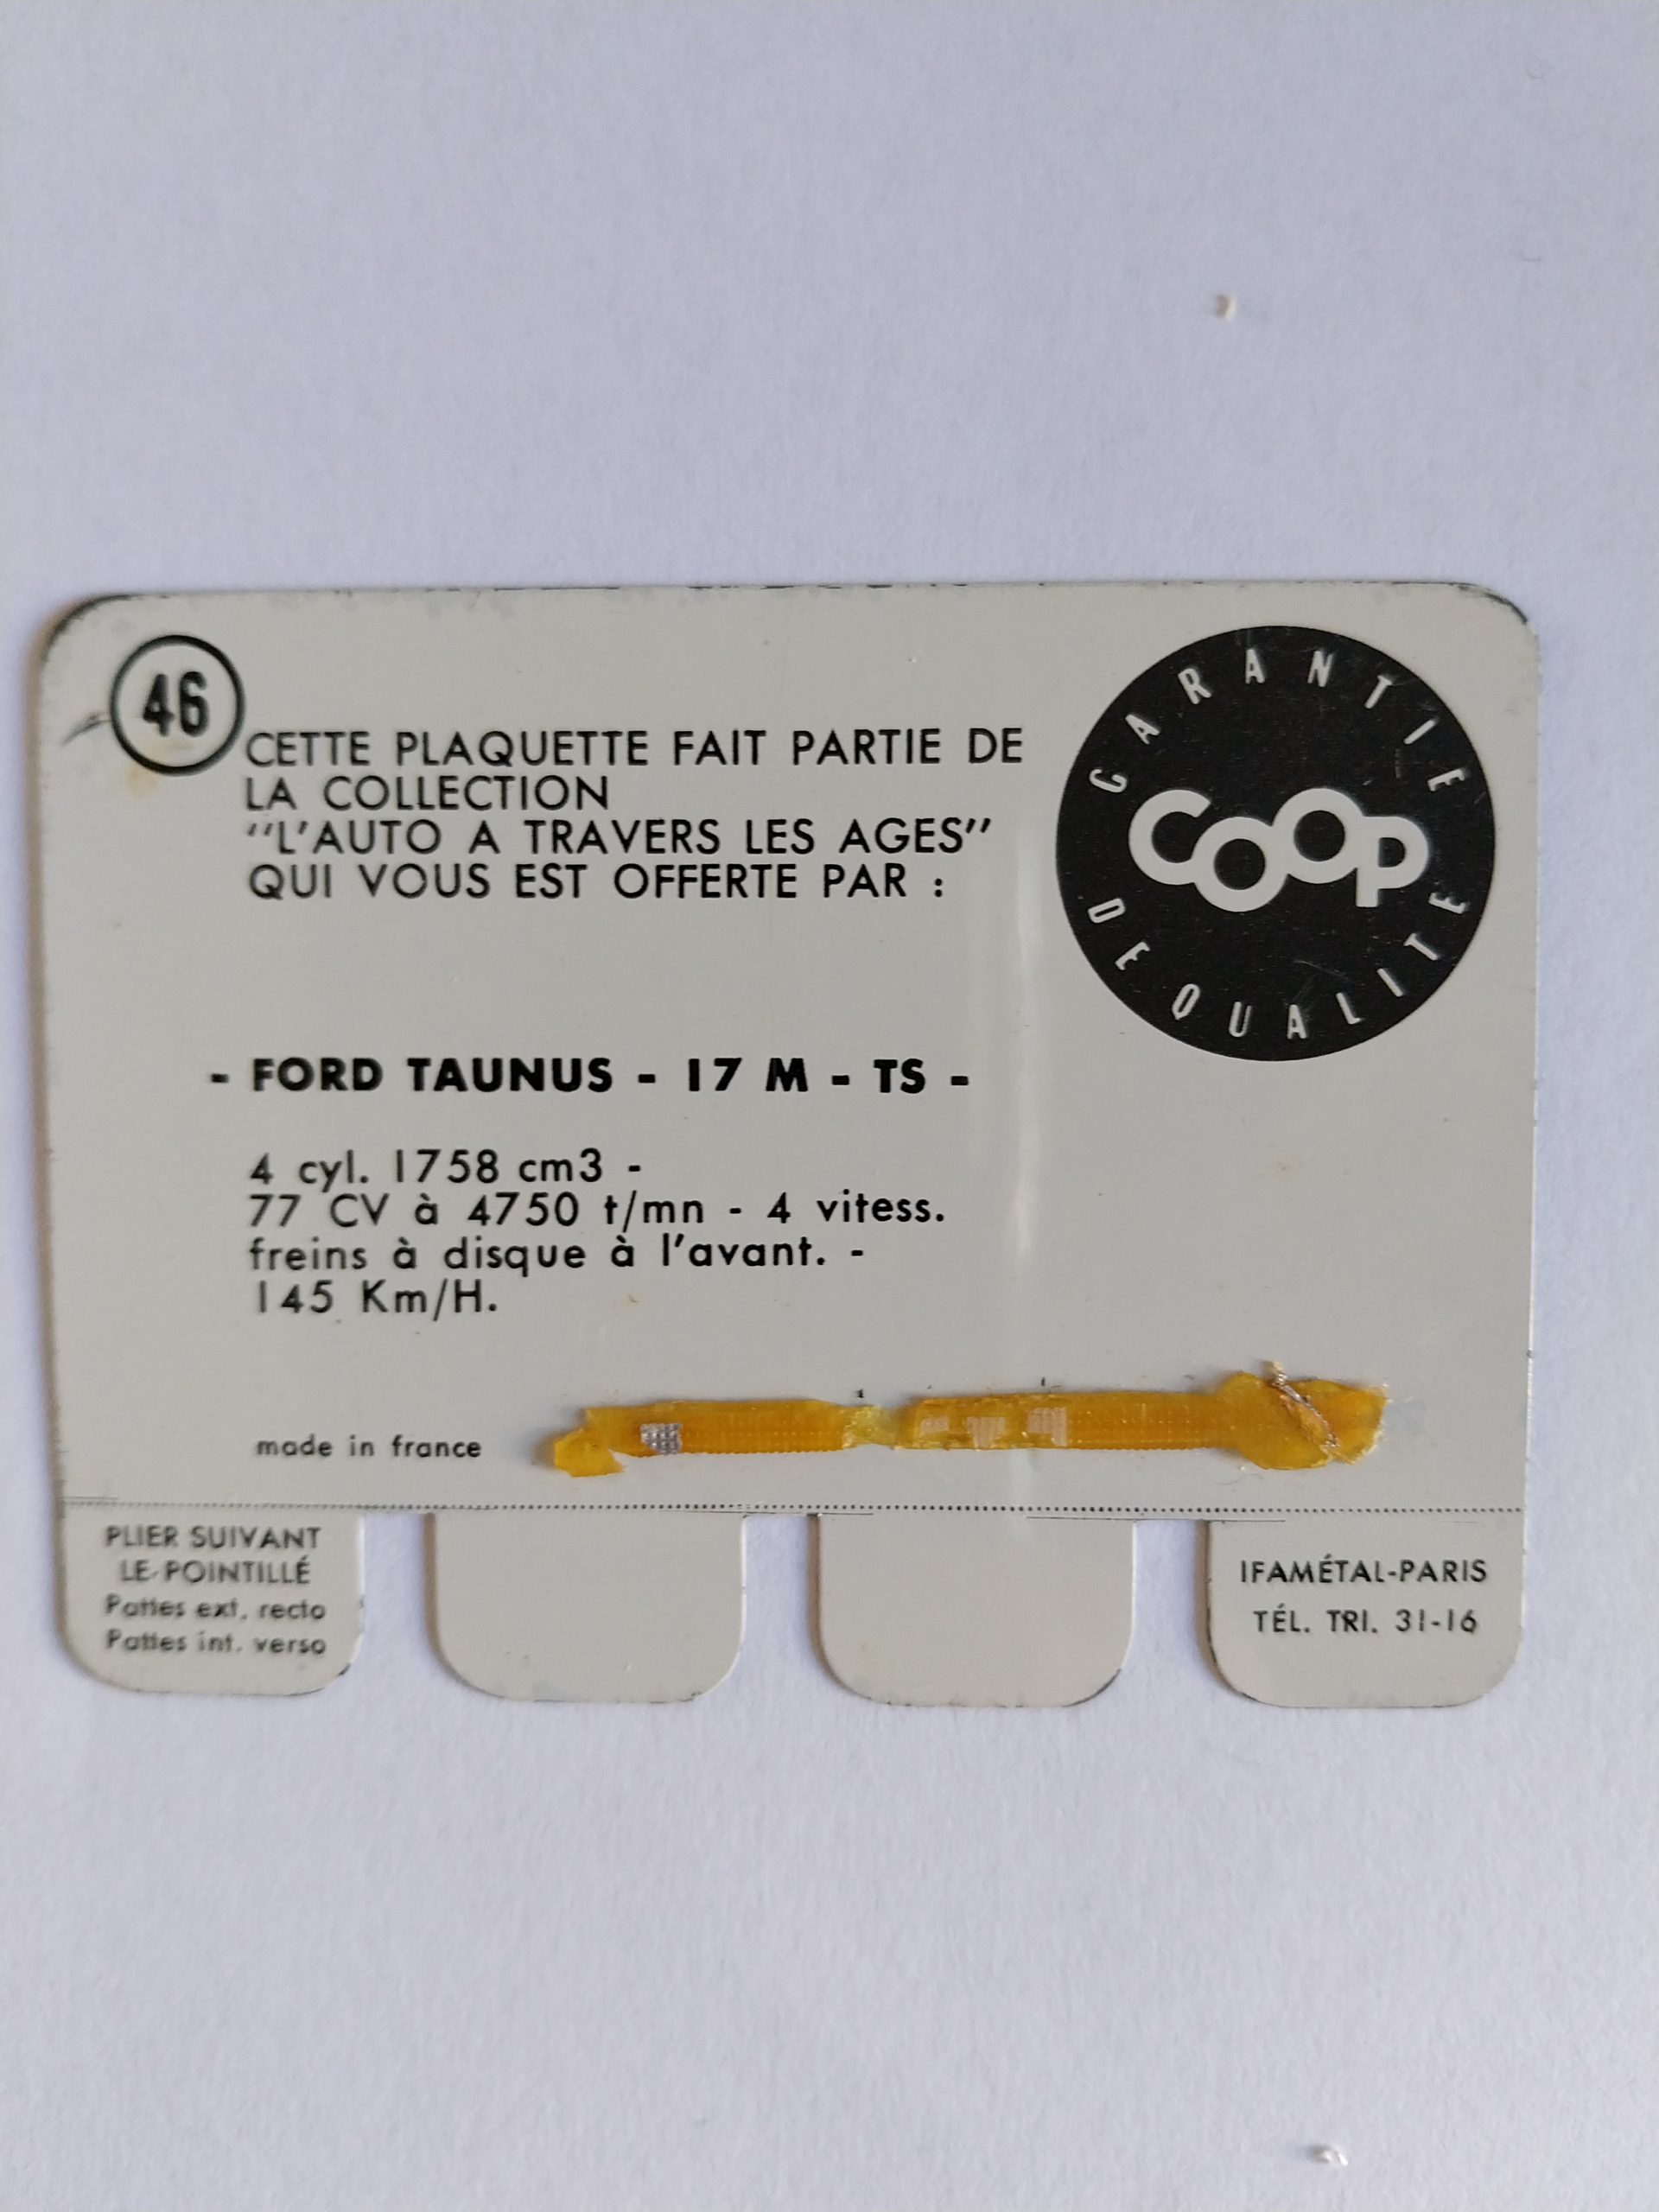 46
CETTE PLAQUETTE FAIT PARTIE DE
LA COLLECTION
"L'AUTO A TRAVERS LES AGES"
QUI VOUS EST OFFERTE PAR :
GARANTIE
COOP
DE QUALITE
- FORD TAUNUS - 17 M - TS -
4 cyl. 1758 cm3 -
77 CV à 4750 t/mn - 4 vitess.
freins à disque à l'avant. -
145 Km/H.
made in france
PLIER SUIVANT
LE POINTILLÉ
Pattes ext. recto
Pattes int. verso
IFAMÉTAL-PARIS
TÉL. TRI. 31-16